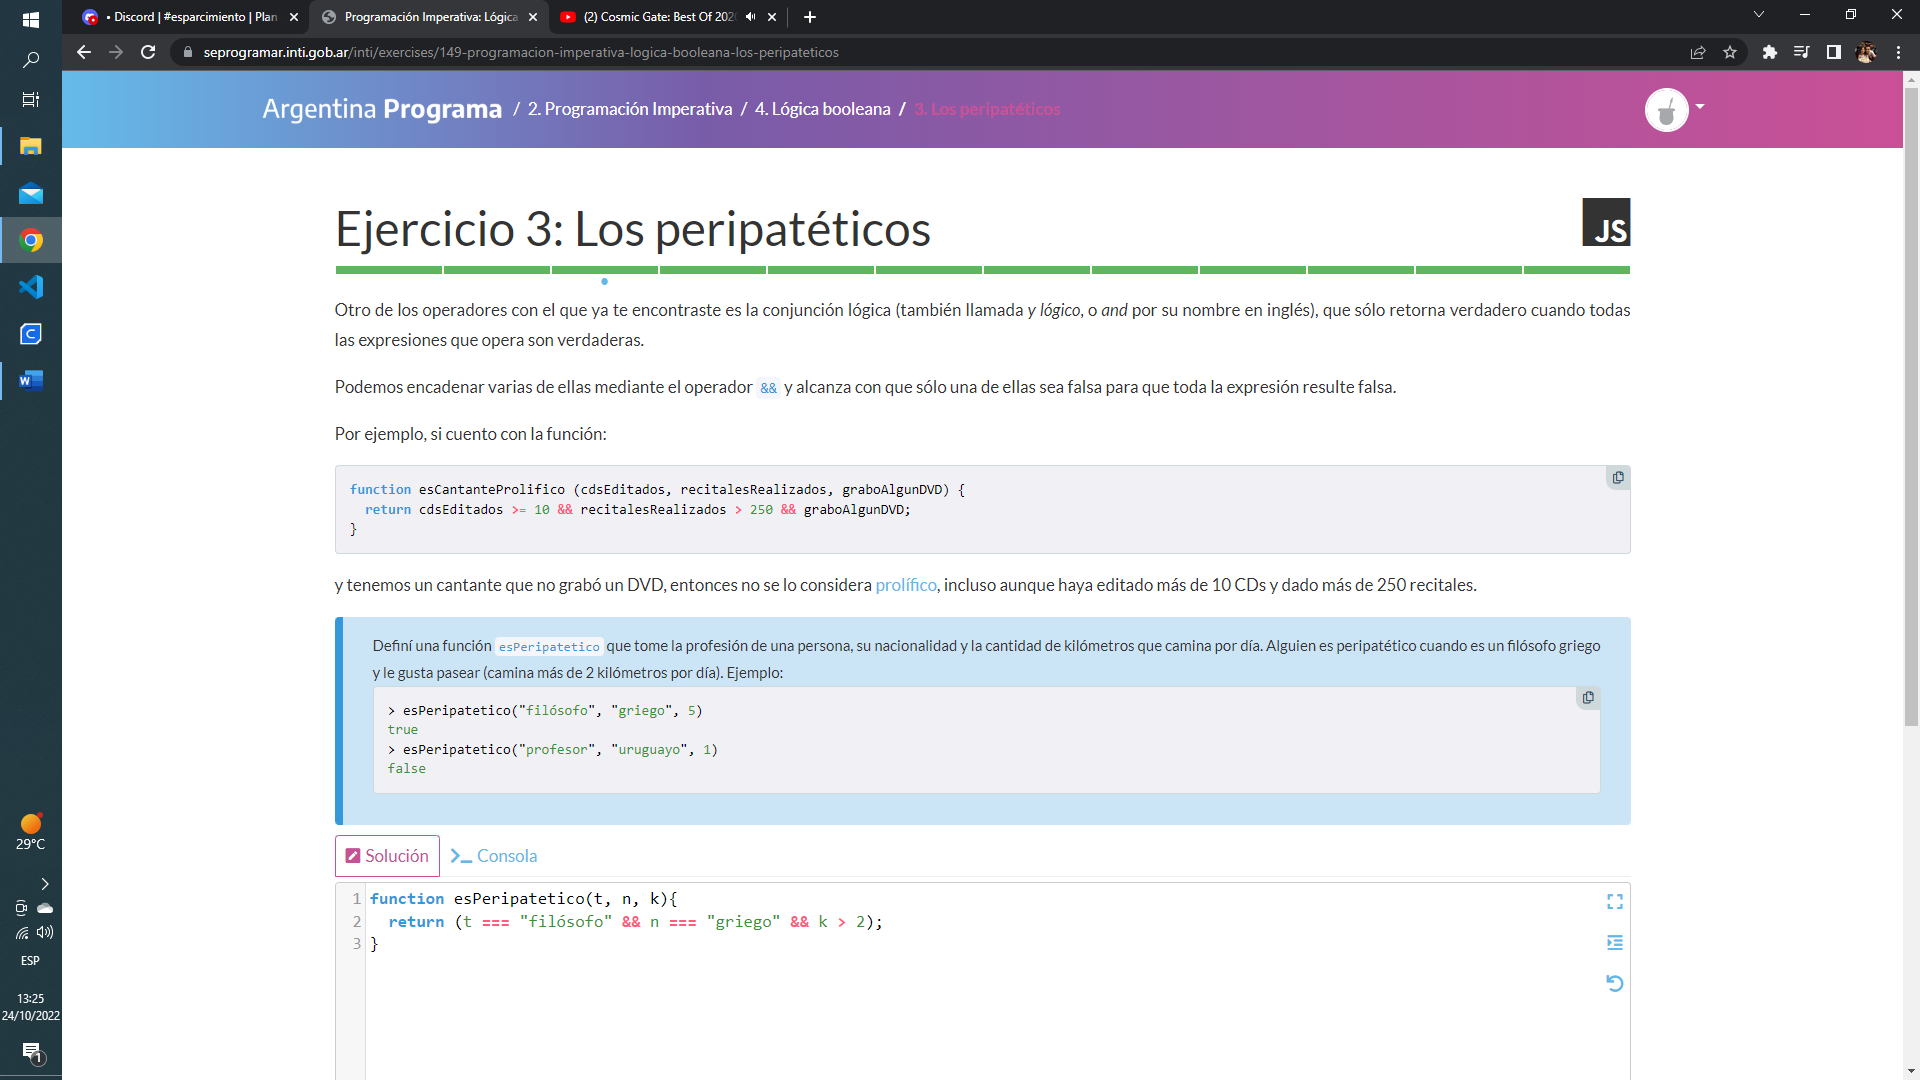 • Discord | #esparcimiento | Plan
Programación Imperativa: Lógica
(2) Cosmic Gate: Best Of 202
seprogramar.inti.gob.ar/inti/exercises/149-programacion-imperativa-logica-booleana-los-peripateticos
Argentina Programa / 2. Programación Imperativa / 4. Lógica booleana / 3. Los peripatéticos
Ejercicio 3: Los peripatéticos
JS
Otro de los operadores con el que ya te encontraste es la conjunción lógica (también llamada y lógico, o and por su nombre en inglés), que sólo retorna verdadero cuando todas
las expresiones que opera son verdaderas.
Podemos encadenar varias de ellas mediante el operador && y alcanza con que sólo una de ellas sea falsa para que toda la expresión resulte falsa.
Por ejemplo, si cuento con la función:
function esCantanteProlifico (cdsEditados, recitalesRealizados, graboAlgunDVD) {
return cdsEditados >= 10 && recitalesRealizados > 250 && graboAlgunDVD;
}
y tenemos un cantante que no grabó un DVD, entonces no se lo considera prolífico, incluso aunque haya editado más de 10 CDs y dado más de 250 recitales.
Definí una función esPeripatetico que tome la profesión de una persona, su nacionalidad y la cantidad de kilómetros que camina por día. Alguien es peripatético cuando es un filósofo griego
y le gusta pasear (camina más de 2 kilómetros por día). Ejemplo:
> esPeripatetico("filósofo", "griego", 5)
true
> esPeripatetico("profesor", "uruguayo", 1)
false
Solución
Consola
1 function esPeripatetico(t, n, k){
2 return (t === "filósofo" && n === "griego" && k > 2);
3 }
29°C
ESP
13:25
24/10/2022
1